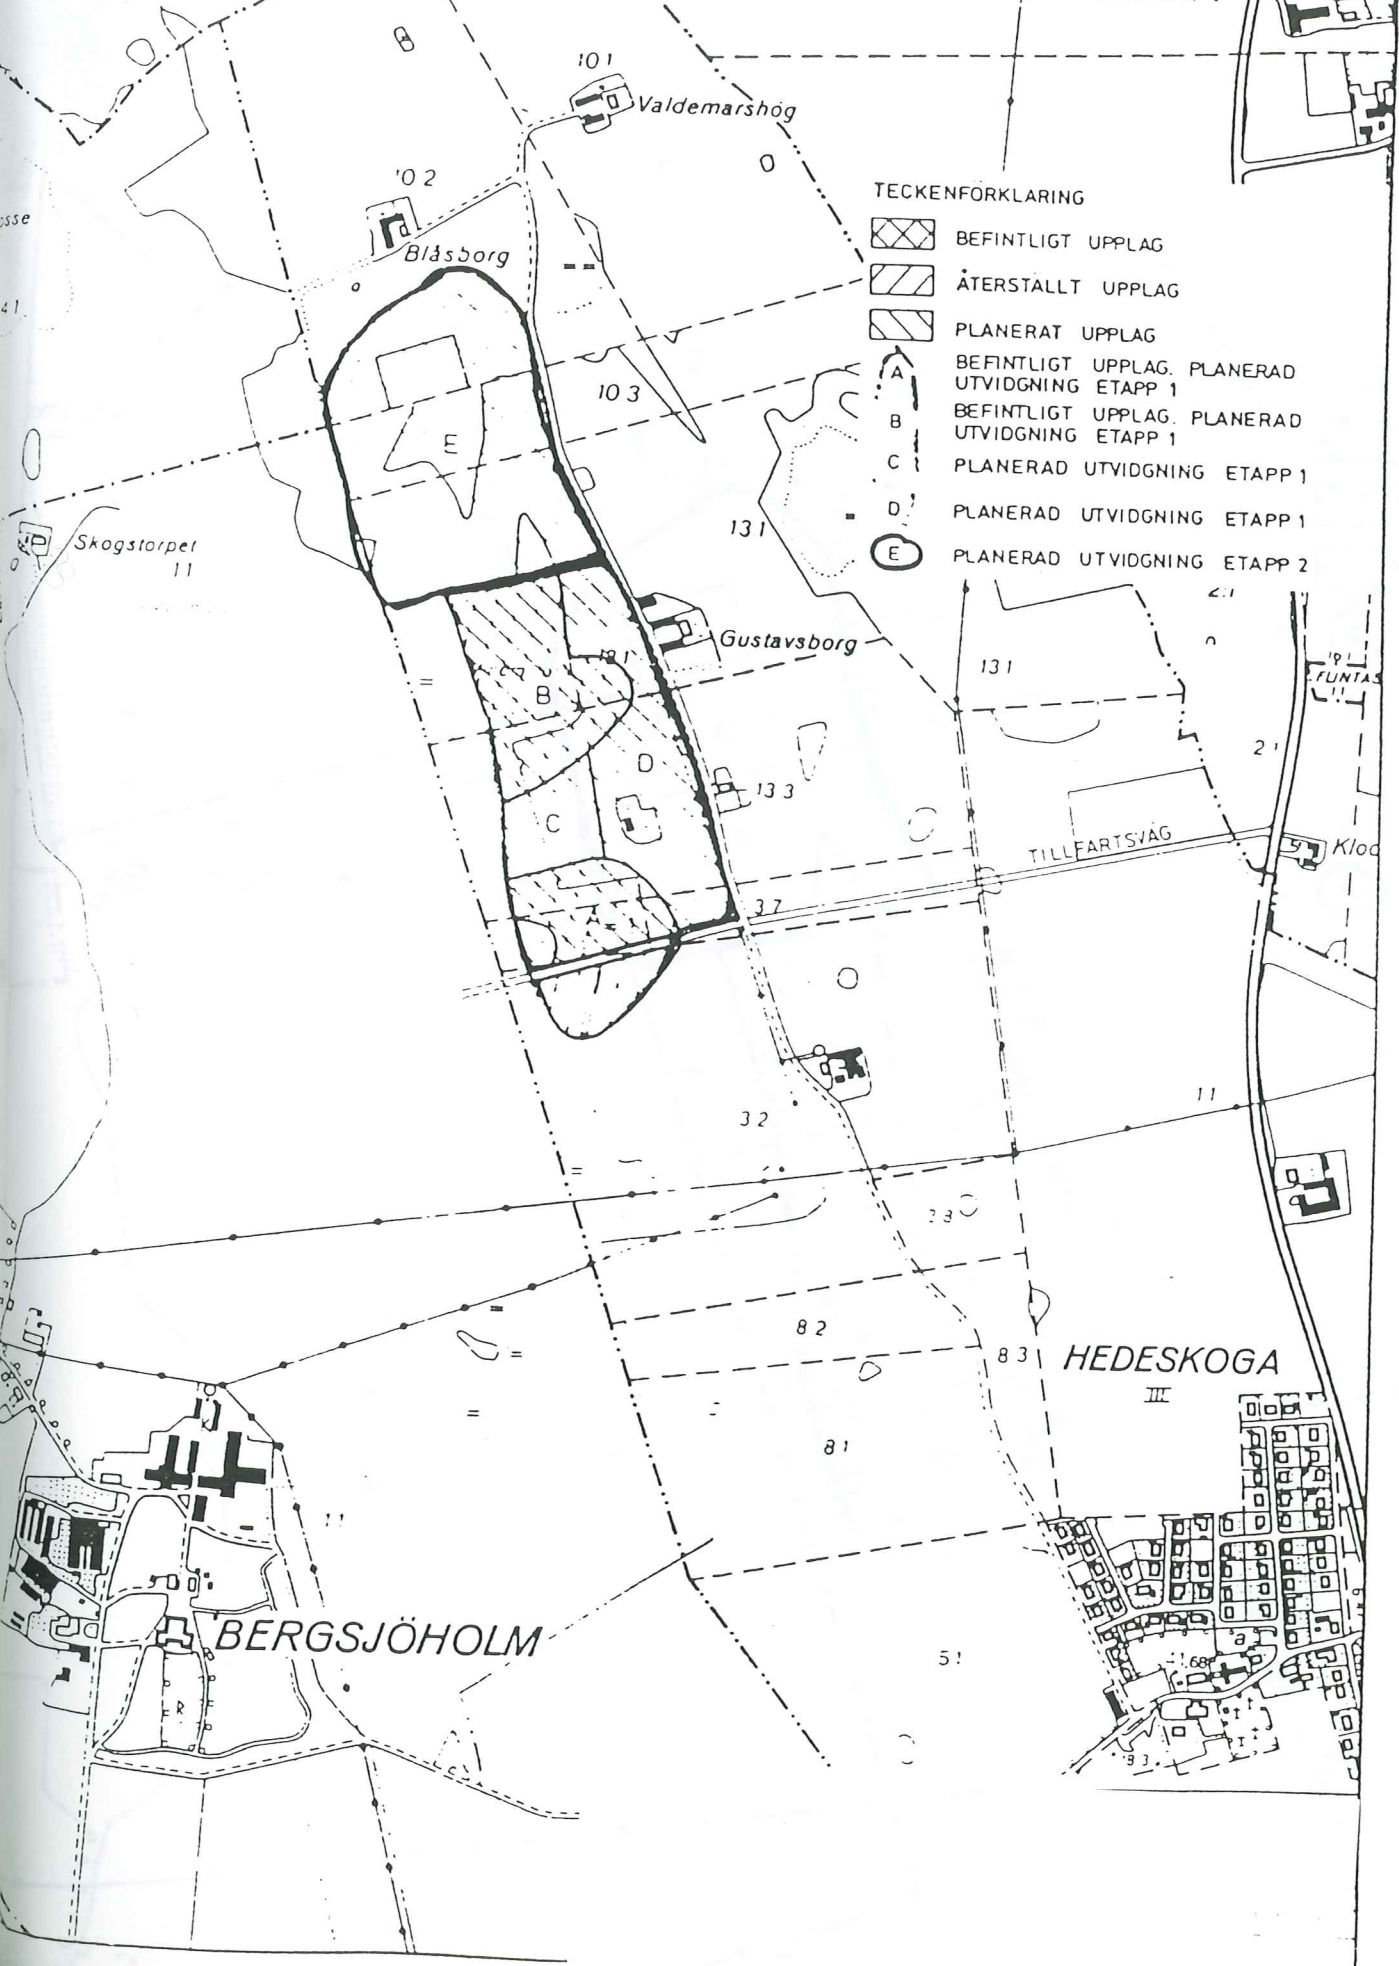 101
Valdemarshög
102
Blåsborg
TECKENFÖRKLARING
BEFINTLIGT UPPLAG
ÅTERSTÄLLT UPPLAG
PLANERAT UPPLAG
A
BEFINTLIGT UPPLAG. PLANERAD
UTVIDGNING ETAPP 1
B
BEFINTLIGT UPPLAG. PLANERAD
UTVIDGNING ETAPP 1
C
PLANERAD UTVIDGNING ETAPP 1
D
PLANERAD UTVIDGNING ETAPP 1
E
PLANERAD UTVIDGNING ETAPP 2
103
E
131
Skogstorpet
11
Gustavsborg
131
B
21
D
133
C
TILLFARTSVÄG
37
A
32
11
82
83
HEDESKOGA
III
81
11
BERGSJÖHOLM
51
a
R